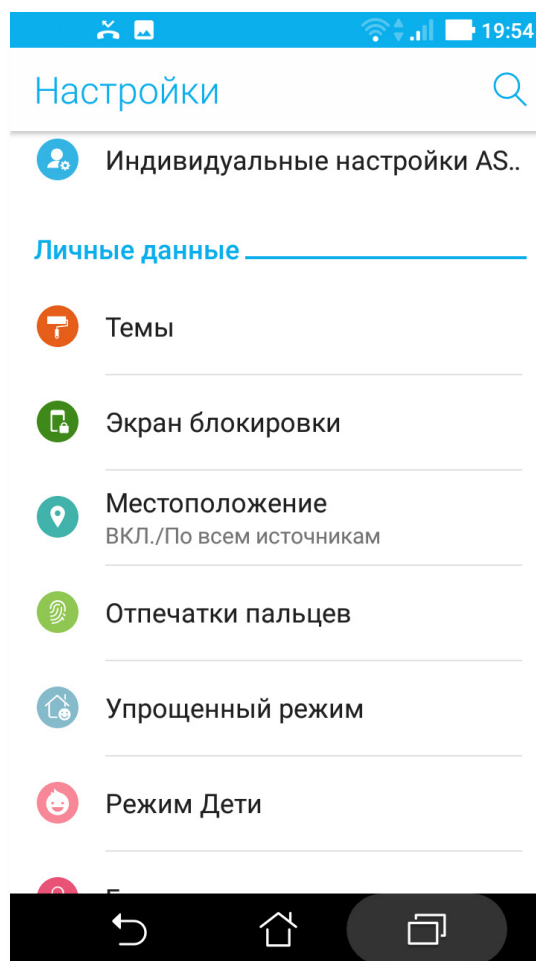 19:54
Настройки
Индивидуальные настройки AS..
Личные данные
Темы
Экран блокировки
Местоположение
ВКЛ./По всем источникам
Отпечатки пальцев
Упрощенный режим
Режим Дети